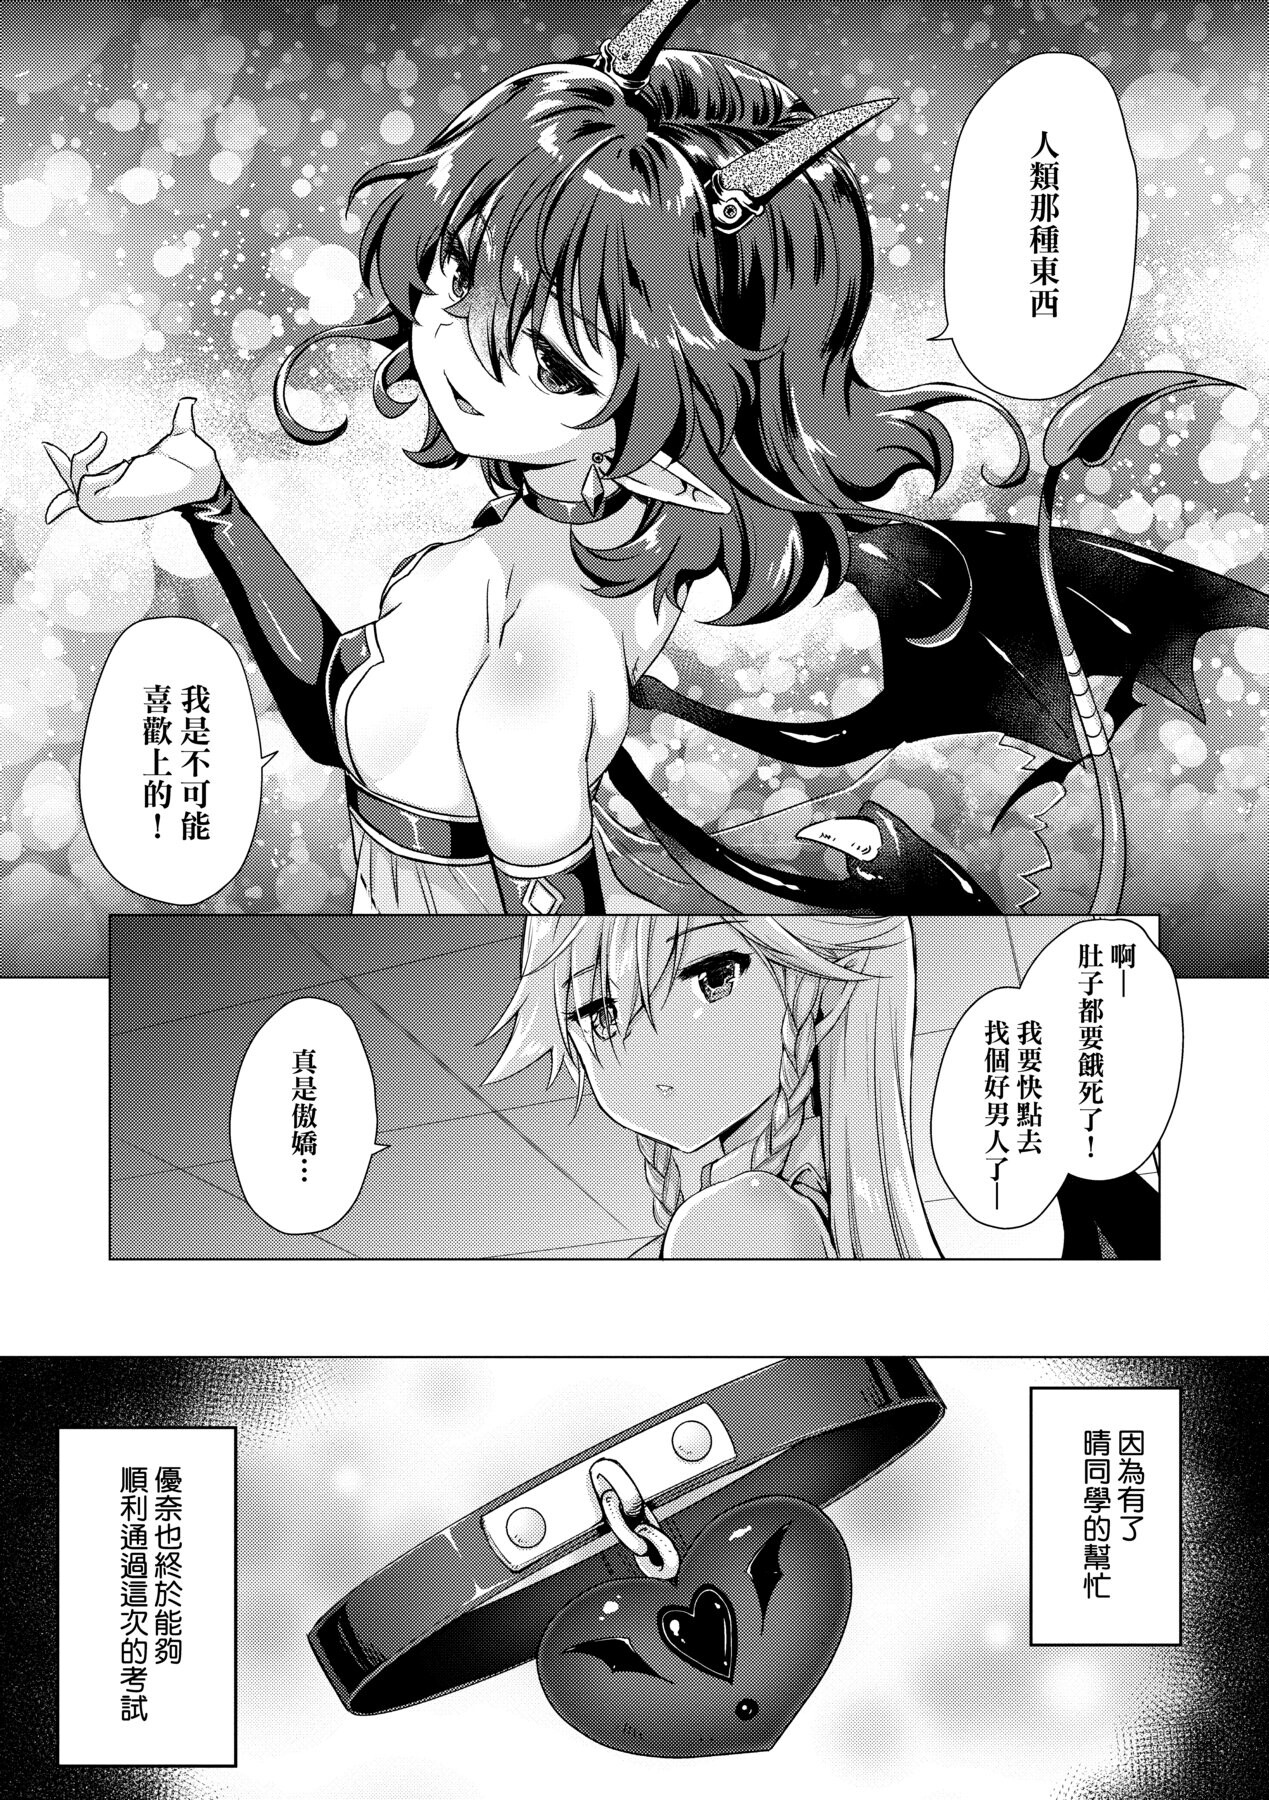 人類那種東西
我是不可能
喜歡上的！
啊—
肚子都要餓死了！
我要快點去
找個好男人了—
真是傲嬌…
因為有了
晴同學的幫忙
優奈也終於能夠
順利通過這次的考試